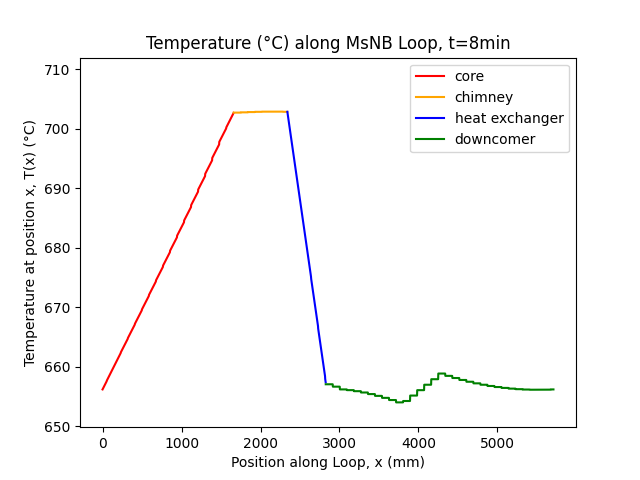 Temperature (°C) along MsNB Loop, t=8min
Temperature at position x, T(x) (°C)
710
700
690
680
670
660
650
core
chimney
heat exchanger
downcomer
0 1000 2000 3000 4000 5000
Position along Loop, x (mm)